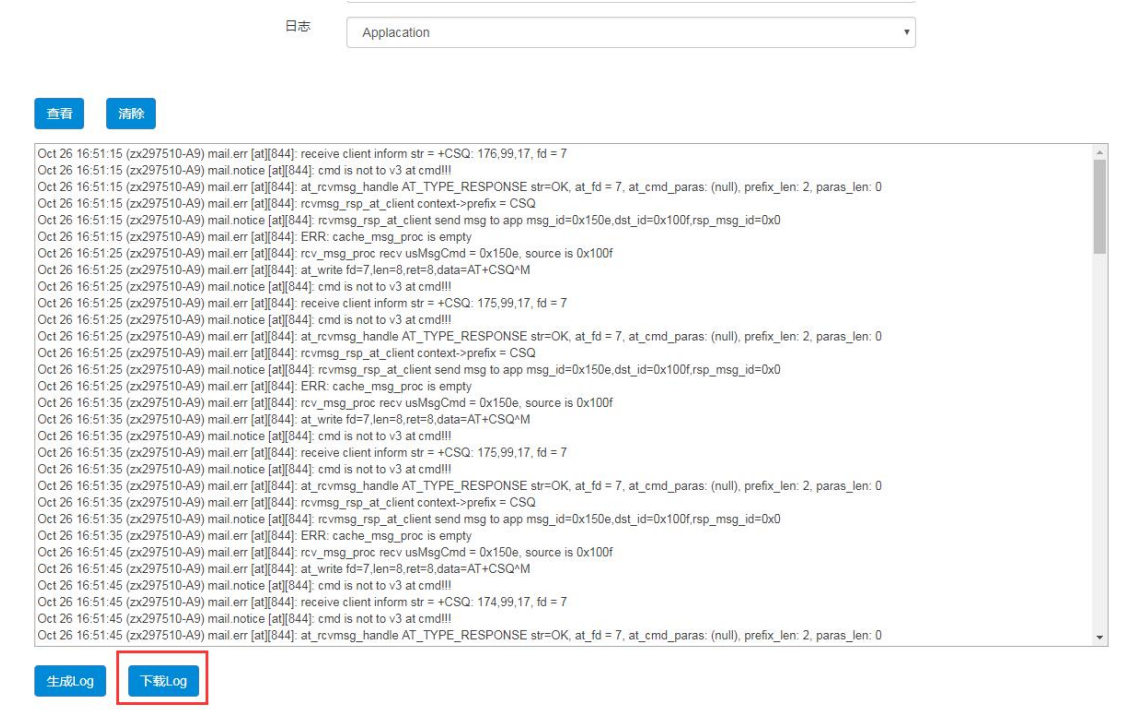 日志
Applacation
查看 清除
Oct 26 16:51:15 (zx297510-A9) mail.err [at][844]: receive client inform str = +CSQ: 176,99,17, fd = 7
Oct 26 16:51:15 (zx297510-A9) mail.notice [at][844]: cmd is not to v3 at cmd!!!
Oct 26 16:51:15 (zx297510-A9) mail.err [at][844]: at_rcvmsg_handle AT_TYPE_RESPONSE str=OK, at_fd = 7, at_cmd_paras: (null), prefix_len: 2, paras_len: 0
Oct 26 16:51:15 (zx297510-A9) mail.err [at][844]: rcvmsg_rsp_at_client context->prefix = CSQ
Oct 26 16:51:15 (zx297510-A9) mail.notice [at][844]: rcvmsg_rsp_at_client send msg to app msg_id=0x150e,dst_id=0x100f,rsp_msg_id=0x0
Oct 26 16:51:15 (zx297510-A9) mail.err [at][844]: ERR: cache_msg_proc is empty
Oct 26 16:51:25 (zx297510-A9) mail.err [at][844]: rcv_msg_proc recv usMsgCmd = 0x150e, source is 0x100f
Oct 26 16:51:25 (zx297510-A9) mail.err [at][844]: at_write fd=7,len=8,ret=8,data=AT+CSQ^M
Oct 26 16:51:25 (zx297510-A9) mail.notice [at][844]: cmd is not to v3 at cmd!!!
Oct 26 16:51:25 (zx297510-A9) mail.err [at][844]: receive client inform str = +CSQ: 175,99,17, fd = 7
Oct 26 16:51:25 (zx297510-A9) mail.notice [at][844]: cmd is not to v3 at cmd!!!
Oct 26 16:51:25 (zx297510-A9) mail.err [at][844]: at_rcvmsg_handle AT_TYPE_RESPONSE str=OK, at_fd = 7, at_cmd_paras: (null), prefix_len: 2, paras_len: 0
Oct 26 16:51:25 (zx297510-A9) mail.err [at][844]: rcvmsg_rsp_at_client context->prefix = CSQ
Oct 26 16:51:25 (zx297510-A9) mail.notice [at][844]: rcvmsg_rsp_at_client send msg to app msg_id=0x150e,dst_id=0x100f,rsp_msg_id=0x0
Oct 26 16:51:25 (zx297510-A9) mail.err [at][844]: ERR: cache_msg_proc is empty
Oct 26 16:51:35 (zx297510-A9) mail.err [at][844]: rcv_msg_proc recv usMsgCmd = 0x150e, source is 0x100f
Oct 26 16:51:35 (zx297510-A9) mail.err [at][844]: at_write fd=7,len=8,ret=8,data=AT+CSQ^M
Oct 26 16:51:35 (zx297510-A9) mail.notice [at][844]: cmd is not to v3 at cmd!!!
Oct 26 16:51:35 (zx297510-A9) mail.err [at][844]: receive client inform str = +CSQ: 175,99,17, fd = 7
Oct 26 16:51:35 (zx297510-A9) mail.notice [at][844]: cmd is not to v3 at cmd!!!
Oct 26 16:51:35 (zx297510-A9) mail.err [at][844]: at_rcvmsg_handle AT_TYPE_RESPONSE str=OK, at_fd = 7, at_cmd_paras: (null), prefix_len: 2, paras_len: 0
Oct 26 16:51:35 (zx297510-A9) mail.err [at][844]: rcvmsg_rsp_at_client context->prefix = CSQ
Oct 26 16:51:35 (zx297510-A9) mail.notice [at][844]: rcvmsg_rsp_at_client send msg to app msg_id=0x150e,dst_id=0x100f,rsp_msg_id=0x0
Oct 26 16:51:35 (zx297510-A9) mail.err [at][844]: ERR: cache_msg_proc is empty
Oct 26 16:51:45 (zx297510-A9) mail.err [at][844]: rcv_msg_proc recv usMsgCmd = 0x150e, source is 0x100f
Oct 26 16:51:45 (zx297510-A9) mail.err [at][844]: at_write fd=7,len=8,ret=8,data=AT+CSQ^M
Oct 26 16:51:45 (zx297510-A9) mail.notice [at][844]: cmd is not to v3 at cmd!!!
Oct 26 16:51:45 (zx297510-A9) mail.err [at][844]: receive client inform str = +CSQ: 174,99,17, fd = 7
Oct 26 16:51:45 (zx297510-A9) mail.notice [at][844]: cmd is not to v3 at cmd!!!
Oct 26 16:51:45 (zx297510-A9) mail.err [at][844]: at_rcvmsg_handle AT_TYPE_RESPONSE str=OK, at_fd = 7, at_cmd_paras: (null), prefix_len: 2, paras_len: 0
生成Log 下载Log